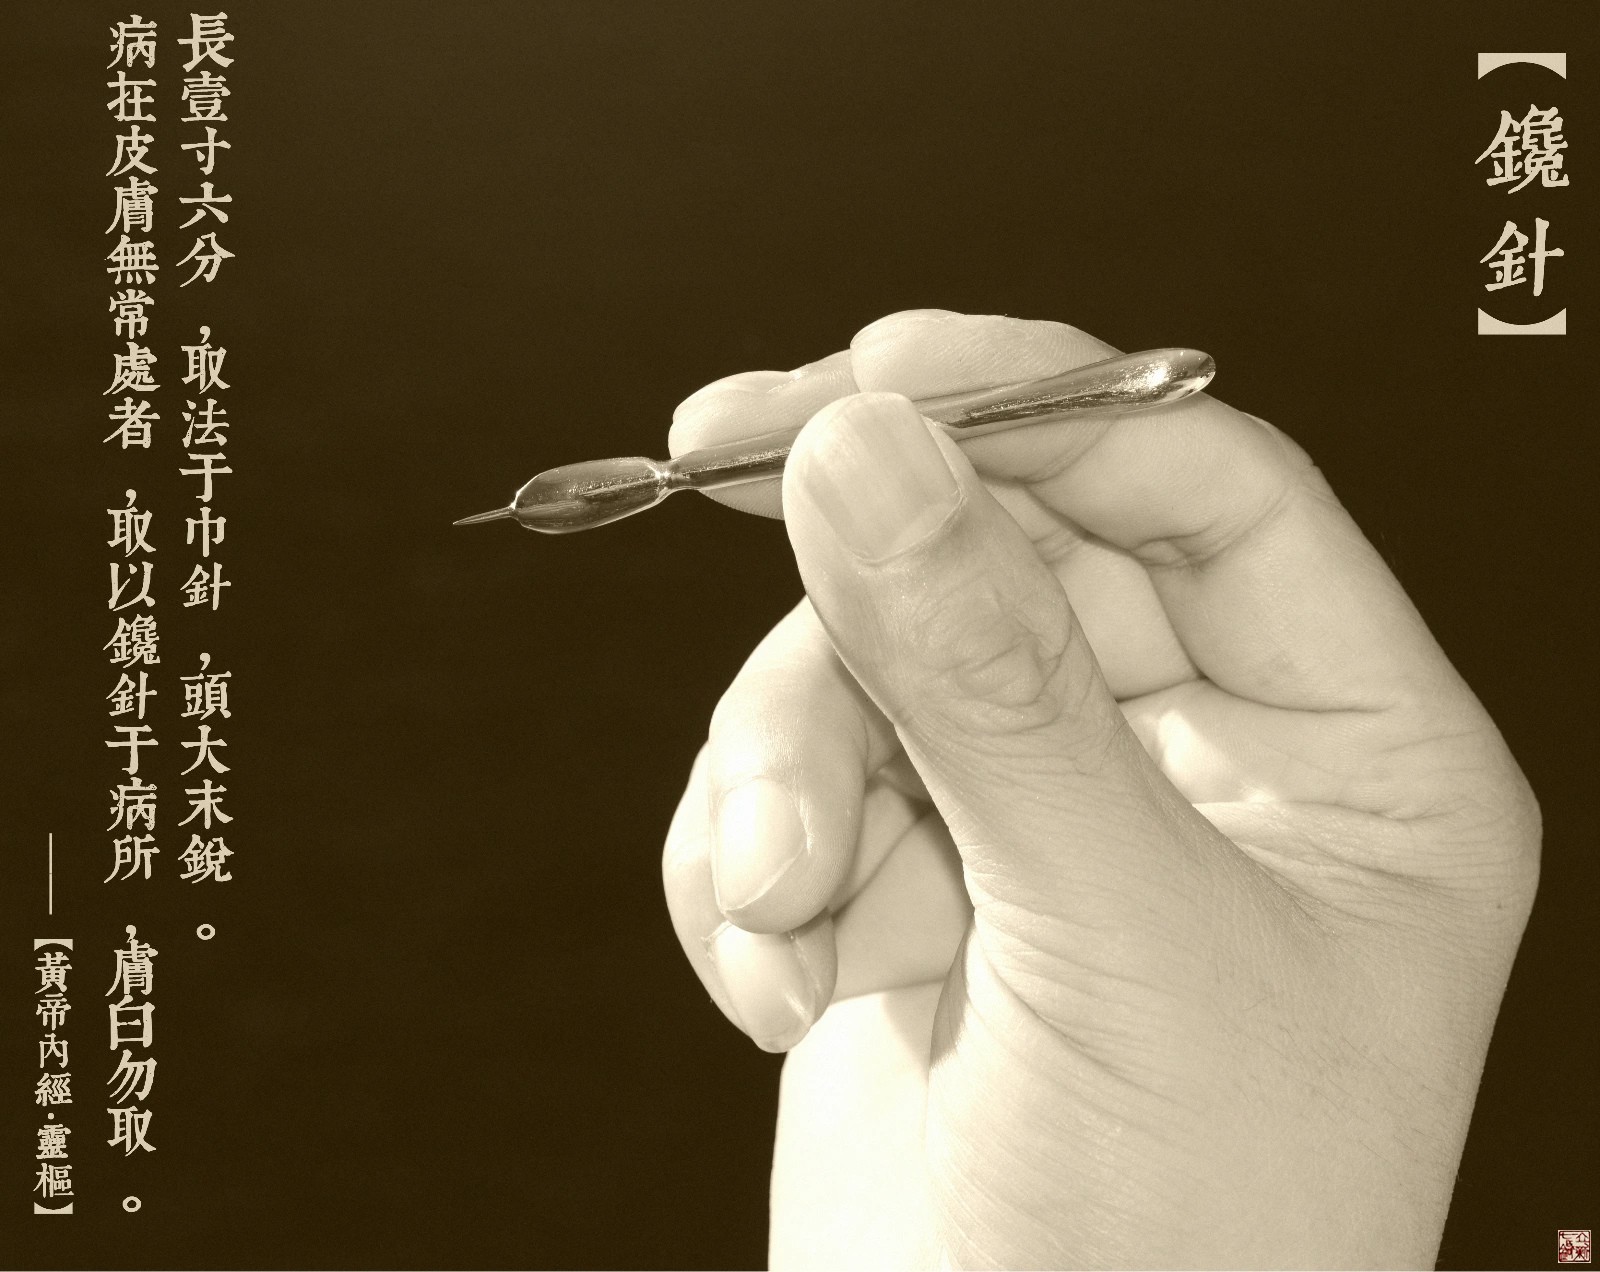 【鑱針】
長壹寸六分，取法于巾針，頭大末銳。
病在皮膚無常處者，取以鑱針于病所，膚白勿取。
——【黃帝內經·靈樞】